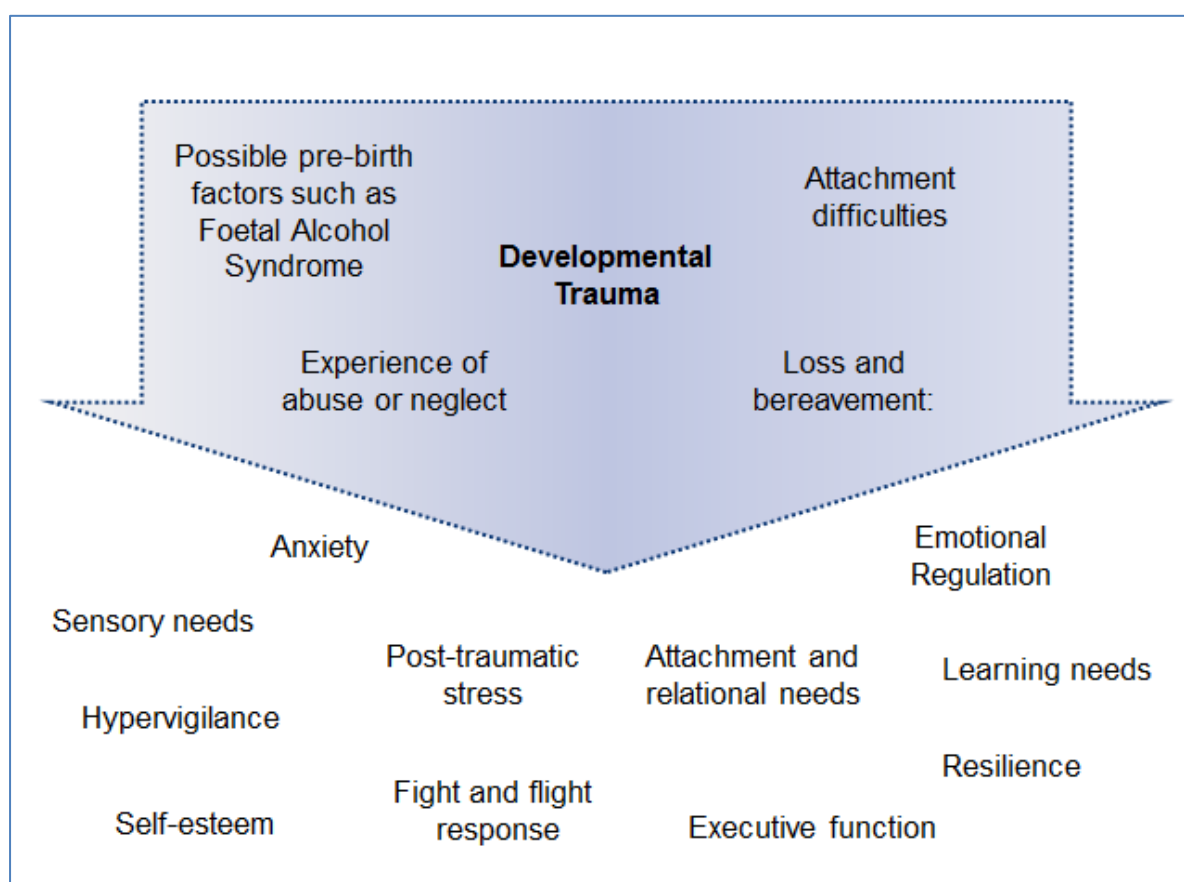 Possible pre-birth
factors such as
Foetal Alcohol
Syndrome
Attachment
difficulties
Developmental
Trauma
Experience of
abuse or neglect
Loss and
bereavement:
Anxiety
Emotional
Regulation
Sensory needs
Post-traumatic
stress
Attachment and
relational needs
Learning needs
Hypervigilance
Resilience
Self-esteem
Fight and flight
response
Executive function